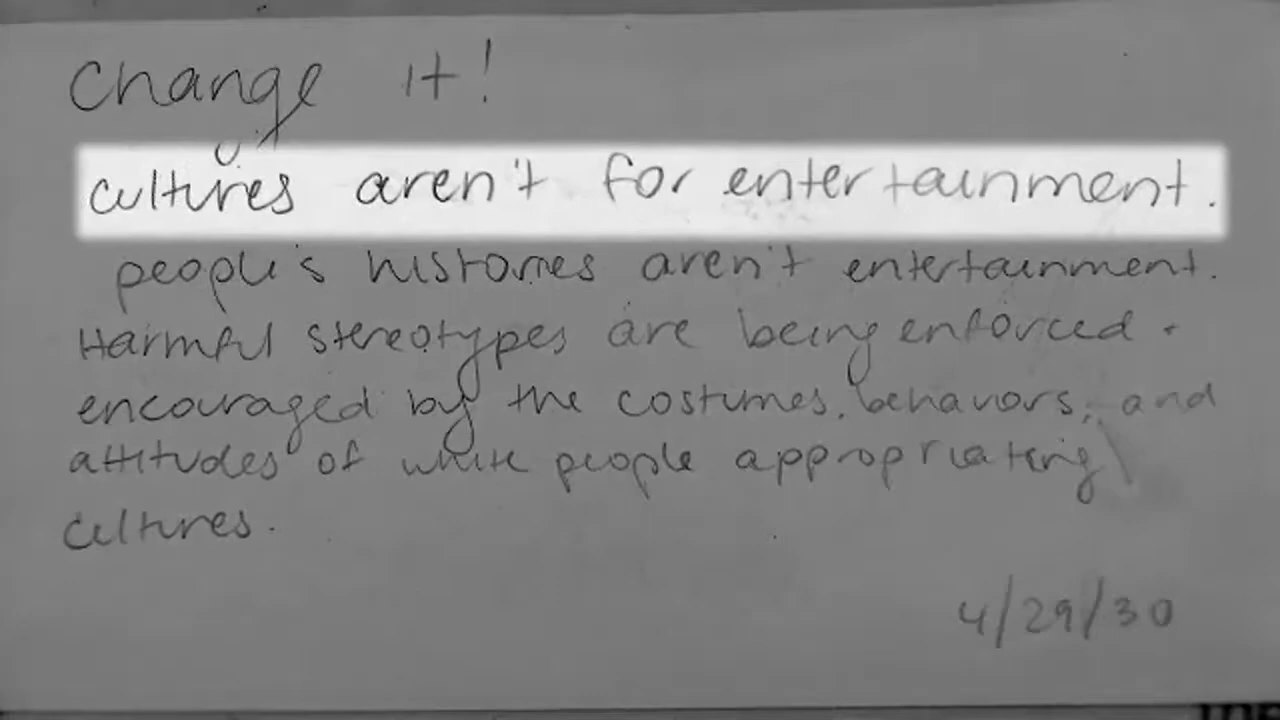 Change it!
cultures aren't for entertainment.
people's histories aren't entertainment.
Harmful stereotypes are being enforced +
encouraged by the costumes, behaviors, and
attitudes of white people appropriating
cultures.
4/29/30